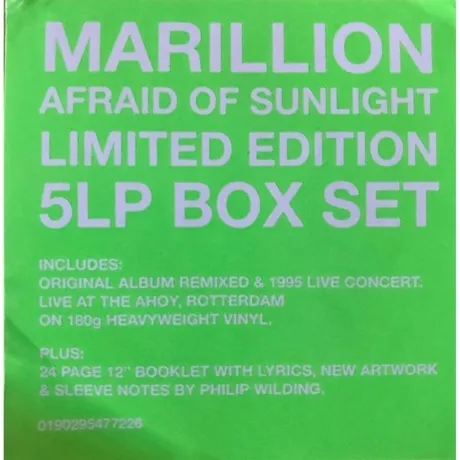 MARILLION
AFRAID OF SUNLIGHT
LIMITED EDITION
5LP BOX SET
INCLUDES:
ORIGINAL ALBUM REMIXED & 1995 LIVE CONCERT.
LIVE AT THE AHOY, ROTTERDAM
ON 180g HEAVYWEIGHT VINYL.
PLUS:
24 PAGE 12" BOOKLET WITH LYRICS, NEW ARTWORK
& SLEEVE NOTES BY PHILIP WILDING.
0190295477226